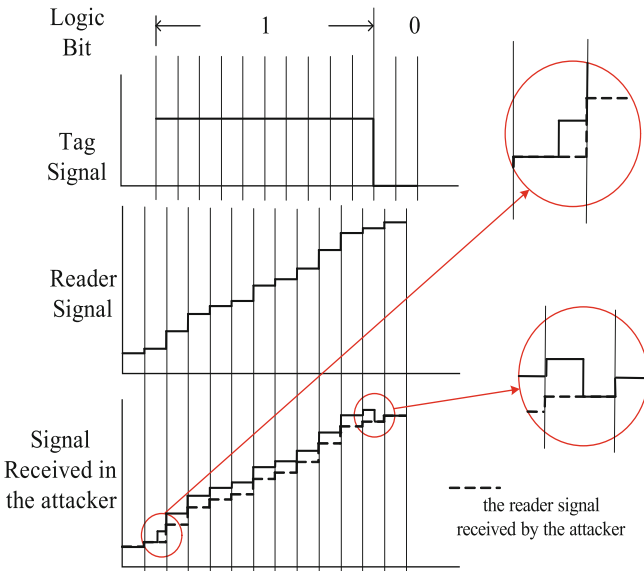 Logic
Bit
1
0
Tag
Signal
Reader
Signal
Signal
Received in
the attacker
the reader signal
received by the attacker